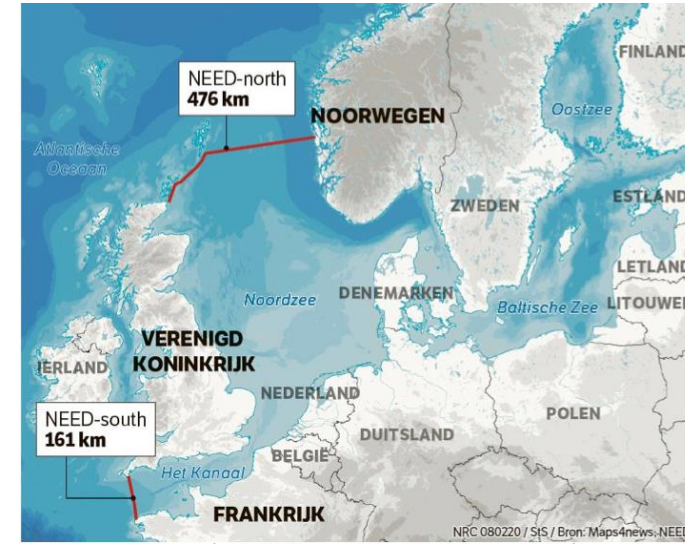 FINLAND
NEED-north
476 km
NOORWEGEN
Oostzee
Atlantische
Oceaan
ZWEDEN
ESTLAND
LETLAND
Noordzee
DENEMARKEN
Baltische Zee
LITOUWEN
VERENIGD
KONINKRIJK
IERLAND
NEDERLAND
NEED-south
161 km
POLEN
DUITSLAND
BELGIË
Het Kanaal
FRANKRIJK
NRC 080220 / StS / Bron: Maps4news, NEED